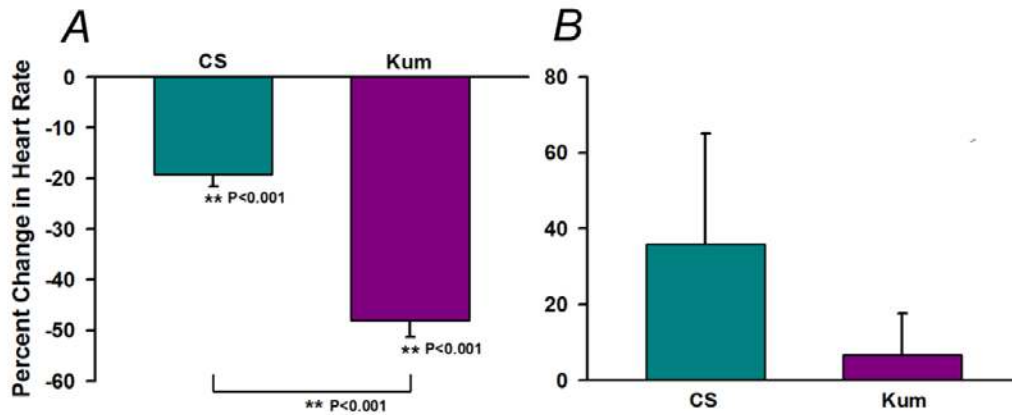 A
B
CS
Kum
Percent Change in Heart Rate
0
-10
-20
-30
-40
-50
-60
** P<0.001
** P<0.001
** P<0.001
80
60
40
20
0
CS
Kum